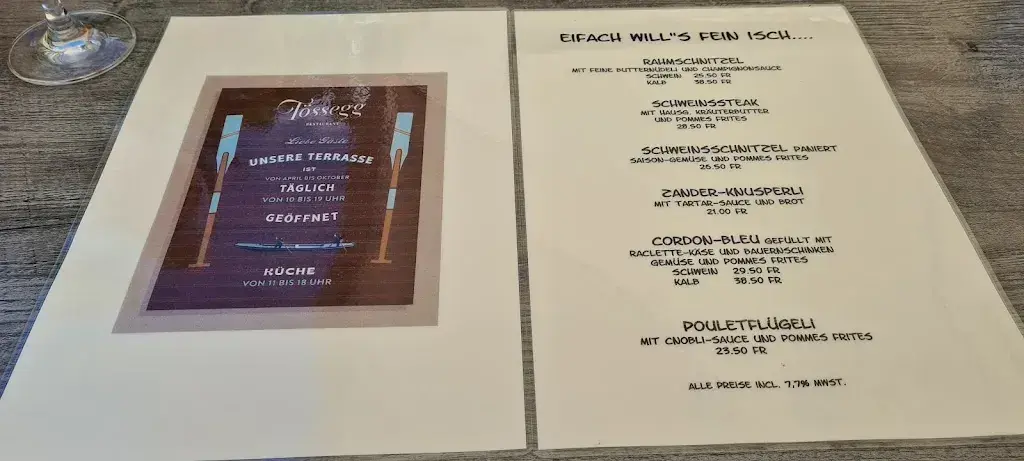 Tössegg
RESTAURANT
Liebe Gäste
UNSERE TERRASSE
IST
VON APRIL BIS OKTOBER
TÄGLICH
VON 10 BIS 19 UHR
GEÖFFNET
KÜCHE
VON 11 BIS 18 UHR
EIFACH WILL"S FEIN ISCH....
RAHMSCHNITZEL
MIT FEINE BUTTERNÜDELI UND CHAMPIGNONSAUCE
SCHWEIN 25.50 FR
KALB 38.50 FR
SCHWEINSSTEAK
MIT HAUSG. KRÄUTERBUTTER
UND POMMES FRITES
28.50 FR
SCHWEINSSCHNITZEL PANIERT
SAISON-GEMÜSE UND POMMES FRITES
26.50 FR
ZANDER-KNUSPERLI
MIT TARTAR-SAUCE UND BROT
21.00 FR
CORDON-BLEU GEFÜLLT MIT
RACLETTE-KÄSE UND BAUERNSCHINKEN
GEMÜSE UND POMMES FRITES
SCHWEIN 29.50 FR
KALB 38.50 FR
POULETFLÜGELI
MIT CNOBLI-SAUCE UND POMMES FRITES
23.50 FR
ALLE PREISE INCL. 7,7% MWST.